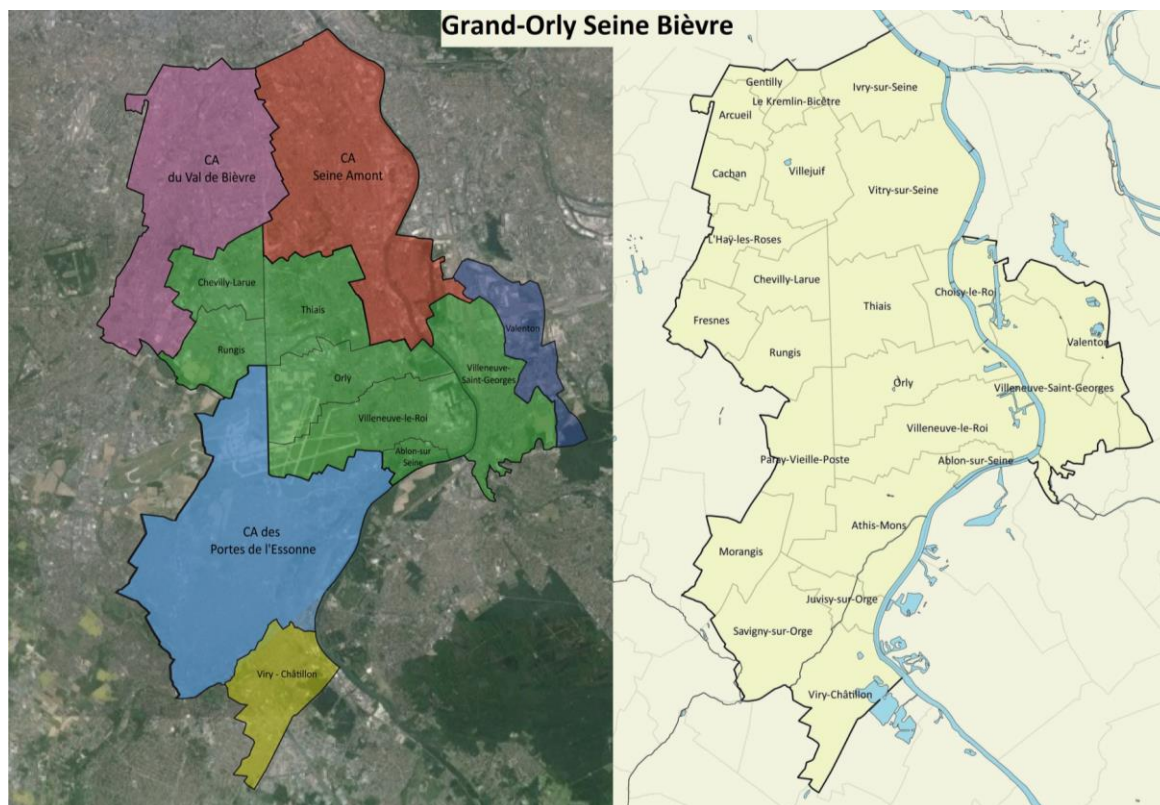 Grand-Orly Seine Bièvre
CA
du Val de Bièvre
CA
Seine Amont
Chevilly-Larue
Thiais
Rungis
Valenton
Villeneuve-
Saint-Georges
Orly
Villeneuve-le-Roi
Ablon-sur
Seine
CA des
Portes de l'Essonne
Viry - Châtillon
Gentilly
Ivry-sur-Seine
Le Kremlin-Bicêtre
Arcueil
Cachan
Villejuif
Vitry-sur-Seine
L'Haÿ-les-Roses
Chevilly-Larue
Thiais
Choisy-le-Roi
Fresnes
Rungis
Valenton
Orly
Villeneuve-Saint-Georges
Villeneuve-le-Roi
Paray-Vieille-Poste
Ablon-sur-Seine
Athis-Mons
Morangis
Juvisy-sur-Orge
Savigny-sur-Orge
Viry-Châtillon